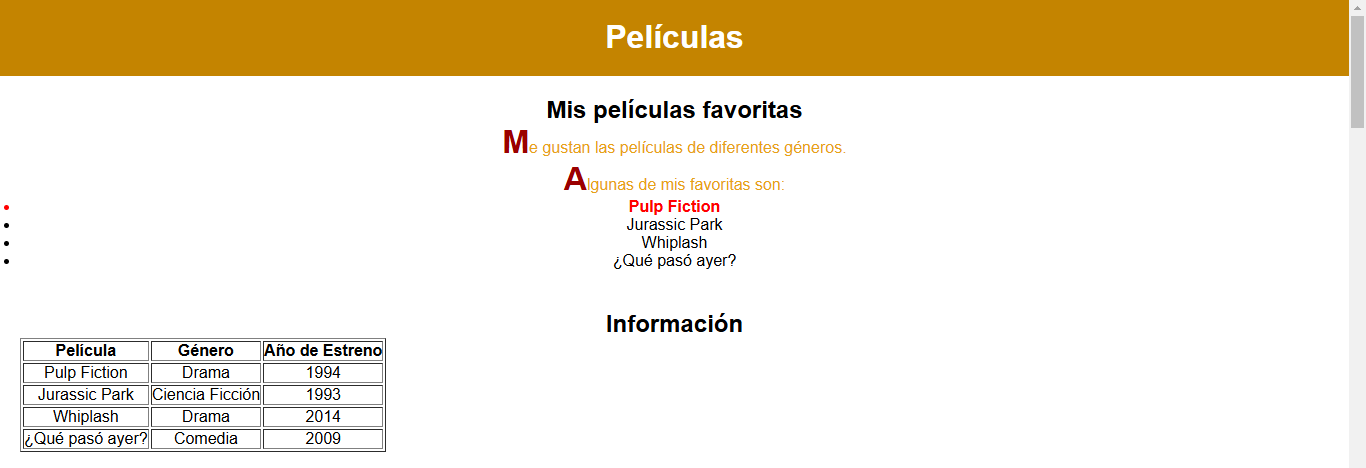 Películas
Mis películas favoritas
Me gustan las películas de diferentes géneros.
Algunas de mis favoritas son:
Pulp Fiction
Jurassic Park
Whiplash
¿Qué pasó ayer?
Información
Película Género Año de Estreno
Pulp Fiction Drama 1994
Jurassic Park Ciencia Ficción 1993
Whiplash Drama 2014
¿Qué pasó ayer? Comedia 2009